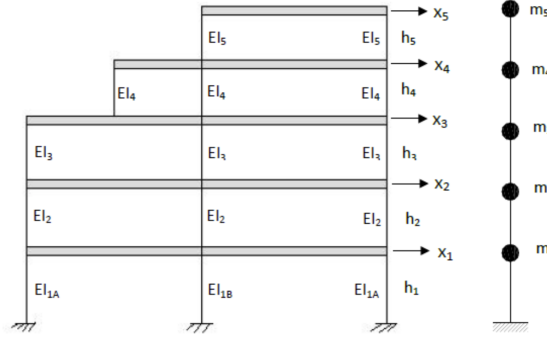 X₅ m₅
EI₅ EI₅ h₅
X₄ m
EI₄ EI₄ EI₄ h₄
X₃ m
EI₃ EI₃ EI₃ h₃
X₂ m
EI₂ EI₂ EI₂ h₂
X₁ m
EI₁A EI₁B EI₁A h₁